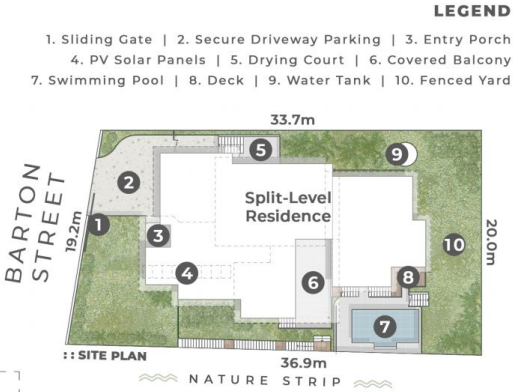 LEGEND
1. Sliding Gate | 2. Secure Driveway Parking | 3. Entry Porch
4. PV Solar Panels | 5. Drying Court | 6. Covered Balcony
7. Swimming Pool | 8. Deck | 9. Water Tank | 10. Fenced Yard
33.7m
5
9
2
BARTON
STREET
Split-Level
Residence
1
19.2m
3
20.0m
10
4
6
8
7
:: SITE PLAN
36.9m
NATURE STRIP